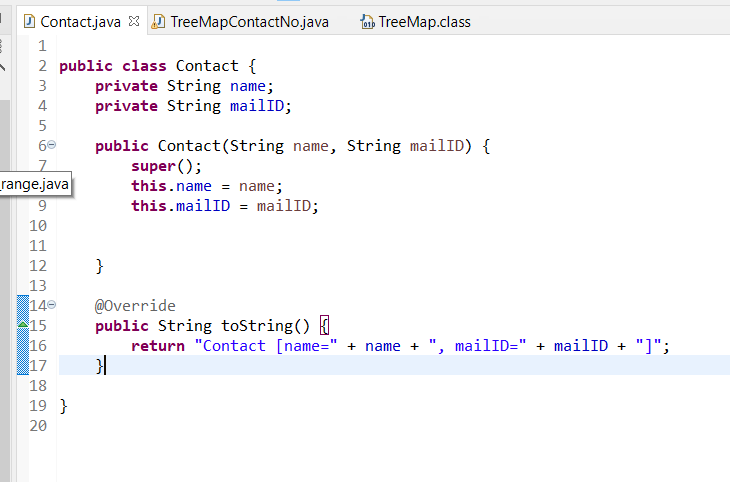 Contact.java TreeMapContactNo.java TreeMap.class
1
2 public class Contact {
3 private String name;
4 private String mailID;
5
6 public Contact(String name, String mailID) {
7 super();
_range.java this.name = name;
9 this.mailID = mailID;
10
11
12 }
13
14 @Override
15 public String toString() {
16 return "Contact [name=" + name + ", mailID=" + mailID + "]";
17 }
18
19 }
20